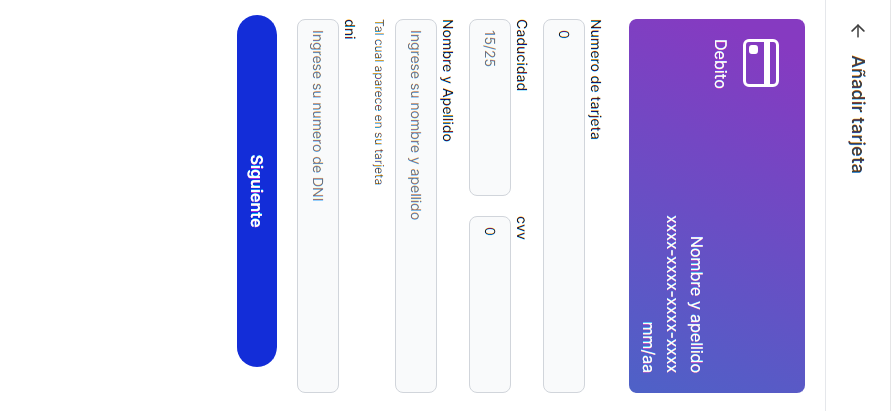 Añadir tarjeta
Debito
Nombre y apellido
xxxx-xxxx-xxxx-xxxx
mm/aa
Numero de tarjeta
0
Caducidad
cvv
15/25
0
Nombre y Apellido
Ingrese su nombre y apellido
Tal cual aparece en su tarjeta
dni
Ingrese su numero de DNI
Siguiente